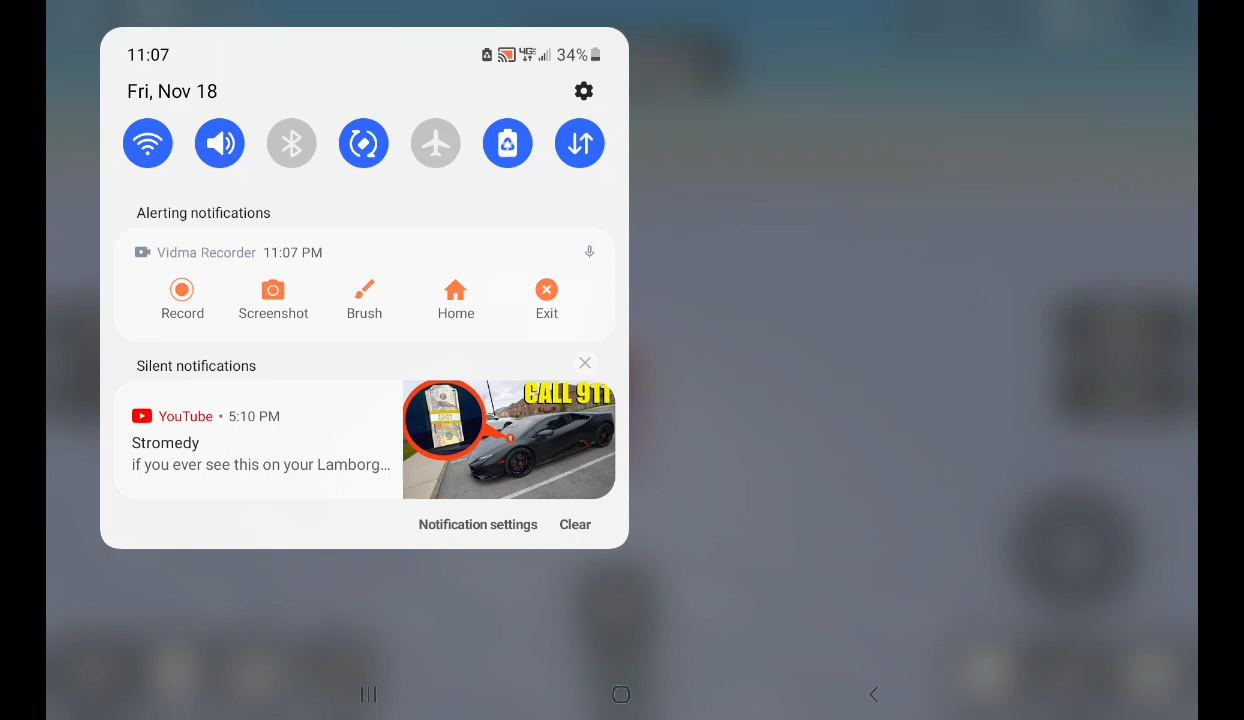 11:07
4GE 34%
Fri, Nov 18
Alerting notifications
Vidma Recorder 11:07 PM
Record Screenshot Brush Home Exit
Silent notifications
YouTube • 5:10 PM
Stromedy
if you ever see this on your Lamborg...
CALL 911
Notification settings Clear